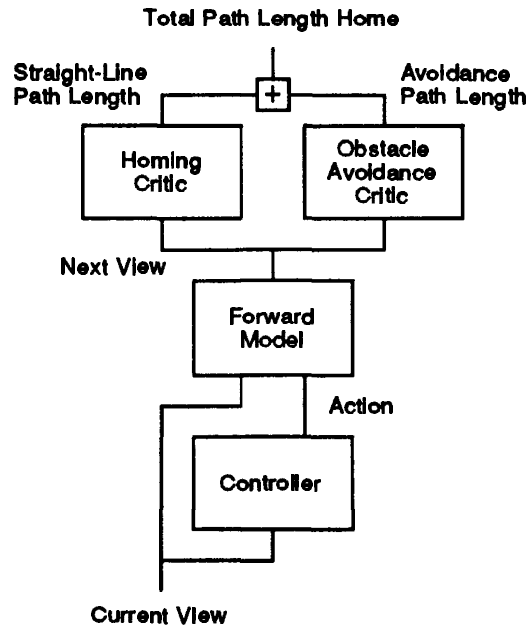 Total Path Length Home
Straight-Line
Path Length
Avoidance
Path Length
+
Homing
Critic
Obstacle
Avoidance
Critic
Next View
Forward
Model
Action
Controller
Current View